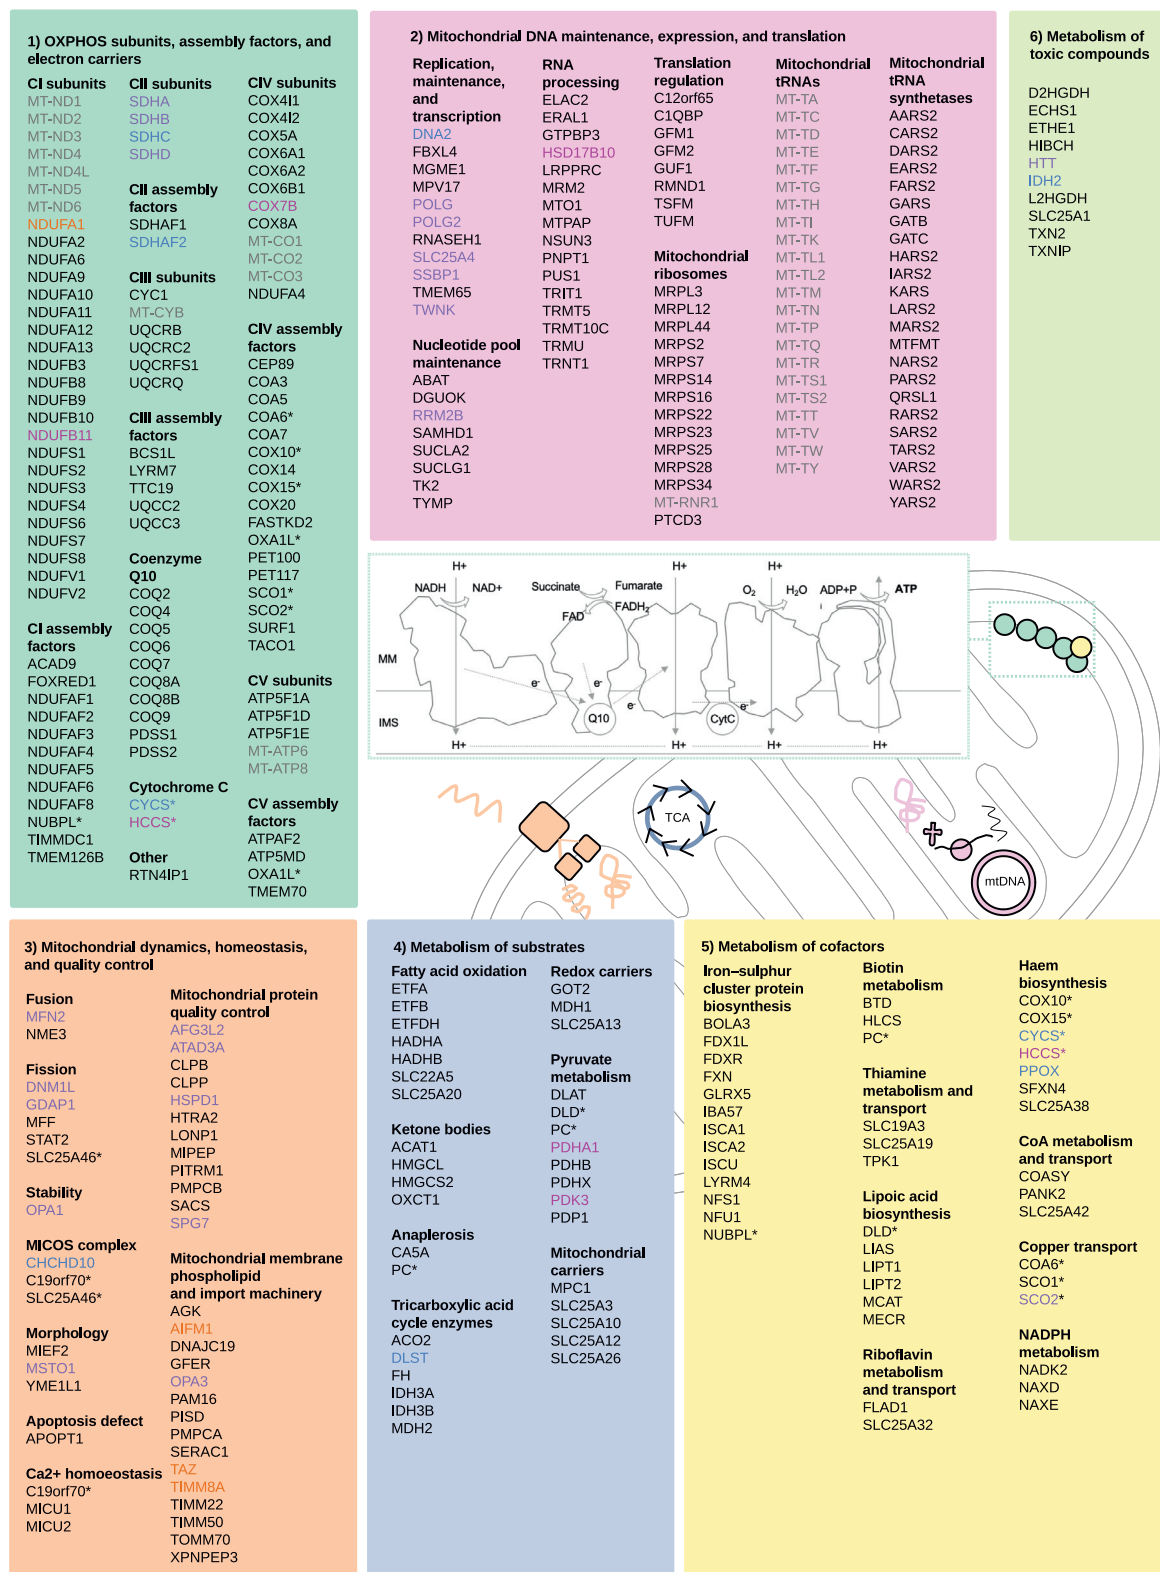 1) OXPHOS subunits, assembly factors, and
electron carriers
CI subunits
MT-ND1
MT-ND2
MT-ND3
MT-ND4
MT-ND4L
MT-ND5
MT-ND6
NDUFA1
NDUFA2
NDUFA6
NDUFA9
NDUFA10
NDUFA11
NDUFA12
NDUFA13
NDUFB3
NDUFB8
NDUFB9
NDUFB10
NDUFB11
NDUFS1
NDUFS2
NDUFS3
NDUFS4
NDUFS6
NDUFS7
NDUFS8
NDUFV1
NDUFV2
CI assembly
factors
ACAD9
FOXRED1
NDUFAF1
NDUFAF2
NDUFAF3
NDUFAF4
NDUFAF5
NDUFAF6
NDUFAF8
NUBPL*
TIMMDC1
TMEM126B
CII subunits
SDHA
SDHB
SDHC
SDHD
CII assembly
factors
SDHAF1
SDHAF2
CIII subunits
CYC1
MT-CYB
UQCRB
UQCRC2
UQCRFS1
UQCRQ
CIII assembly
factors
BCS1L
LYRM7
TTC19
UQCC2
UQCC3
Coenzyme
Q10
COQ2
COQ4
COQ5
COQ6
COQ7
COQ8A
COQ8B
COQ9
PDSS1
PDSS2
Cytochrome C
CYCS*
HCCS*
Other
RTN4IP1
CIV subunits
COX4I1
COX4I2
COX5A
COX6A1
COX6A2
COX6B1
COX7B
COX8A
MT-CO1
MT-CO2
MT-CO3
NDUFA4
CIV assembly
factors
CEP89
COA3
COA5
COA6*
COA7
COX10*
COX14
COX15*
COX20
FASTKD2
OXA1L*
PET100
PET117
SCO1*
SCO2*
SURF1
TACO1
CV subunits
ATP5F1A
ATP5F1D
ATP5F1E
MT-ATP6
MT-ATP8
CV assembly
factors
ATPAF2
ATP5MD
OXA1L*
TMEM70
2) Mitochondrial DNA maintenance, expression, and translation
Replication,
maintenance,
and
transcription
DNA2
FBXL4
MGME1
MPV17
POLG
POLG2
RNASEH1
SLC25A4
SSBP1
TMEM65
TWNK
Nucleotide pool
maintenance
ABAT
DGUOK
RRM2B
SAMHD1
SUCLA2
SUCLG1
TK2
TYMP
RNA
processing
ELAC2
ERAL1
GTPBP3
HSD17B10
LRPPRC
MRM2
MTO1
MTPAP
NSUN3
PNPT1
PUS1
TRIT1
TRMT5
TRMT10C
TRMU
TRNT1
Translation
regulation
C12orf65
C1QBP
GFM1
GFM2
GUF1
RMND1
TSFM
TUFM
Mitochondrial
ribosomes
MRPL3
MRPL12
MRPL44
MRPS2
MRPS7
MRPS14
MRPS16
MRPS22
MRPS23
MRPS25
MRPS28
MRPS34
MT-RNR1
PTCD3
Mitochondrial
tRNAs
MT-TA
MT-TC
MT-TD
MT-TE
MT-TF
MT-TG
MT-TH
MT-TI
MT-TK
MT-TL1
MT-TL2
MT-TM
MT-TN
MT-TP
MT-TQ
MT-TR
MT-TS1
MT-TS2
MT-TT
MT-TV
MT-TW
MT-TY
Mitochondrial
tRNA
synthetases
AARS2
CARS2
DARS2
EARS2
FARS2
GARS
GATB
GATC
HARS2
IARS2
KARS
LARS2
MARS2
MTFMT
NARS2
PARS2
QRSL1
RARS2
SARS2
TARS2
VARS2
WARS2
YARS2
6) Metabolism of
toxic compounds
D2HGDH
ECHS1
ETHE1
HIBCH
HTT
IDH2
L2HGDH
SLC25A1
TXN2
TXNIP
H+ H+ H+
NADH NAD+ Succinate Fumarate O2 H2O ADP+P ATP
FAD FADH2
MM
e- e- e- e-
IMS Q10 CytC
H+ H+ H+ H+
TCA
mtDNA
3) Mitochondrial dynamics, homeostasis,
and quality control
Fusion
MFN2
NME3
Fission
DNM1L
GDAP1
MFF
STAT2
SLC25A46*
Stability
OPA1
MICOS complex
CHCHD10
C19orf70*
SLC25A46*
Morphology
MIEF2
MSTO1
YME1L1
Apoptosis defect
APOPT1
Ca2+ homoeostasis
C19orf70*
MICU1
MICU2
Mitochondrial protein
quality control
AFG3L2
ATAD3A
CLPB
CLPP
HSPD1
HTRA2
LONP1
MIPEP
PITRM1
PMPCB
SACS
SPG7
Mitochondrial membrane
phospholipid
and import machinery
AGK
AIFM1
DNAJC19
GFER
OPA3
PAM16
PISD
PMPCA
SERAC1
TAZ
TIMM8A
TIMM22
TIMM50
TOMM70
XPNPEP3
4) Metabolism of substrates
Fatty acid oxidation
ETFA
ETFB
ETFDH
HADHA
HADHB
SLC22A5
SLC25A20
Ketone bodies
ACAT1
HMGCL
HMGCS2
OXCT1
Anaplerosis
CA5A
PC*
Tricarboxylic acid
cycle enzymes
ACO2
DLST
FH
IDH3A
IDH3B
MDH2
Redox carriers
GOT2
MDH1
SLC25A13
Pyruvate
metabolism
DLAT
DLD*
PC*
PDHA1
PDHB
PDHX
PDK3
PDP1
Mitochondrial
carriers
MPC1
SLC25A3
SLC25A10
SLC25A12
SLC25A26
5) Metabolism of cofactors
Iron–sulphur
cluster protein
biosynthesis
BOLA3
FDX1L
FDXR
FXN
GLRX5
IBA57
ISCA1
ISCA2
ISCU
LYRM4
NFS1
NFU1
NUBPL*
Biotin
metabolism
BTD
HLCS
PC*
Thiamine
metabolism and
transport
SLC19A3
SLC25A19
TPK1
Lipoic acid
biosynthesis
DLD*
LIAS
LIPT1
LIPT2
MCAT
MECR
Riboflavin
metabolism
and transport
FLAD1
SLC25A32
Haem
biosynthesis
COX10*
COX15*
CYCS*
HCCS*
PPOX
SFXN4
SLC25A38
CoA metabolism
and transport
COASY
PANK2
SLC25A42
Copper transport
COA6*
SCO1*
SCO2*
NADPH
metabolism
NADK2
NAXD
NAXE